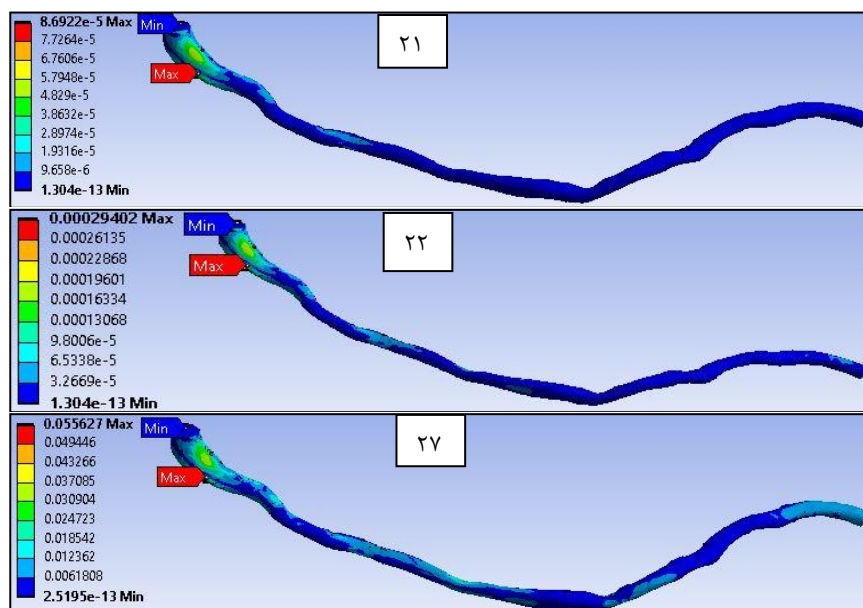 8.6922e-5 Max
7.7264e-5
6.7606e-5
5.7948e-5
4.829e-5
3.8632e-5
2.8974e-5
1.9316e-5
9.658e-6
1.304e-13 Min
Min
Max
۲۱
0.00029402 Max
0.00026135
0.00022868
0.00019601
0.00016334
0.00013068
9.8006e-5
6.5338e-5
3.2669e-5
1.304e-13 Min
Min
Max
۲۲
0.055627 Max
0.049446
0.043266
0.037085
0.030904
0.024723
0.018542
0.012362
0.0061808
2.5195e-13 Min
Min
Max
۲۷